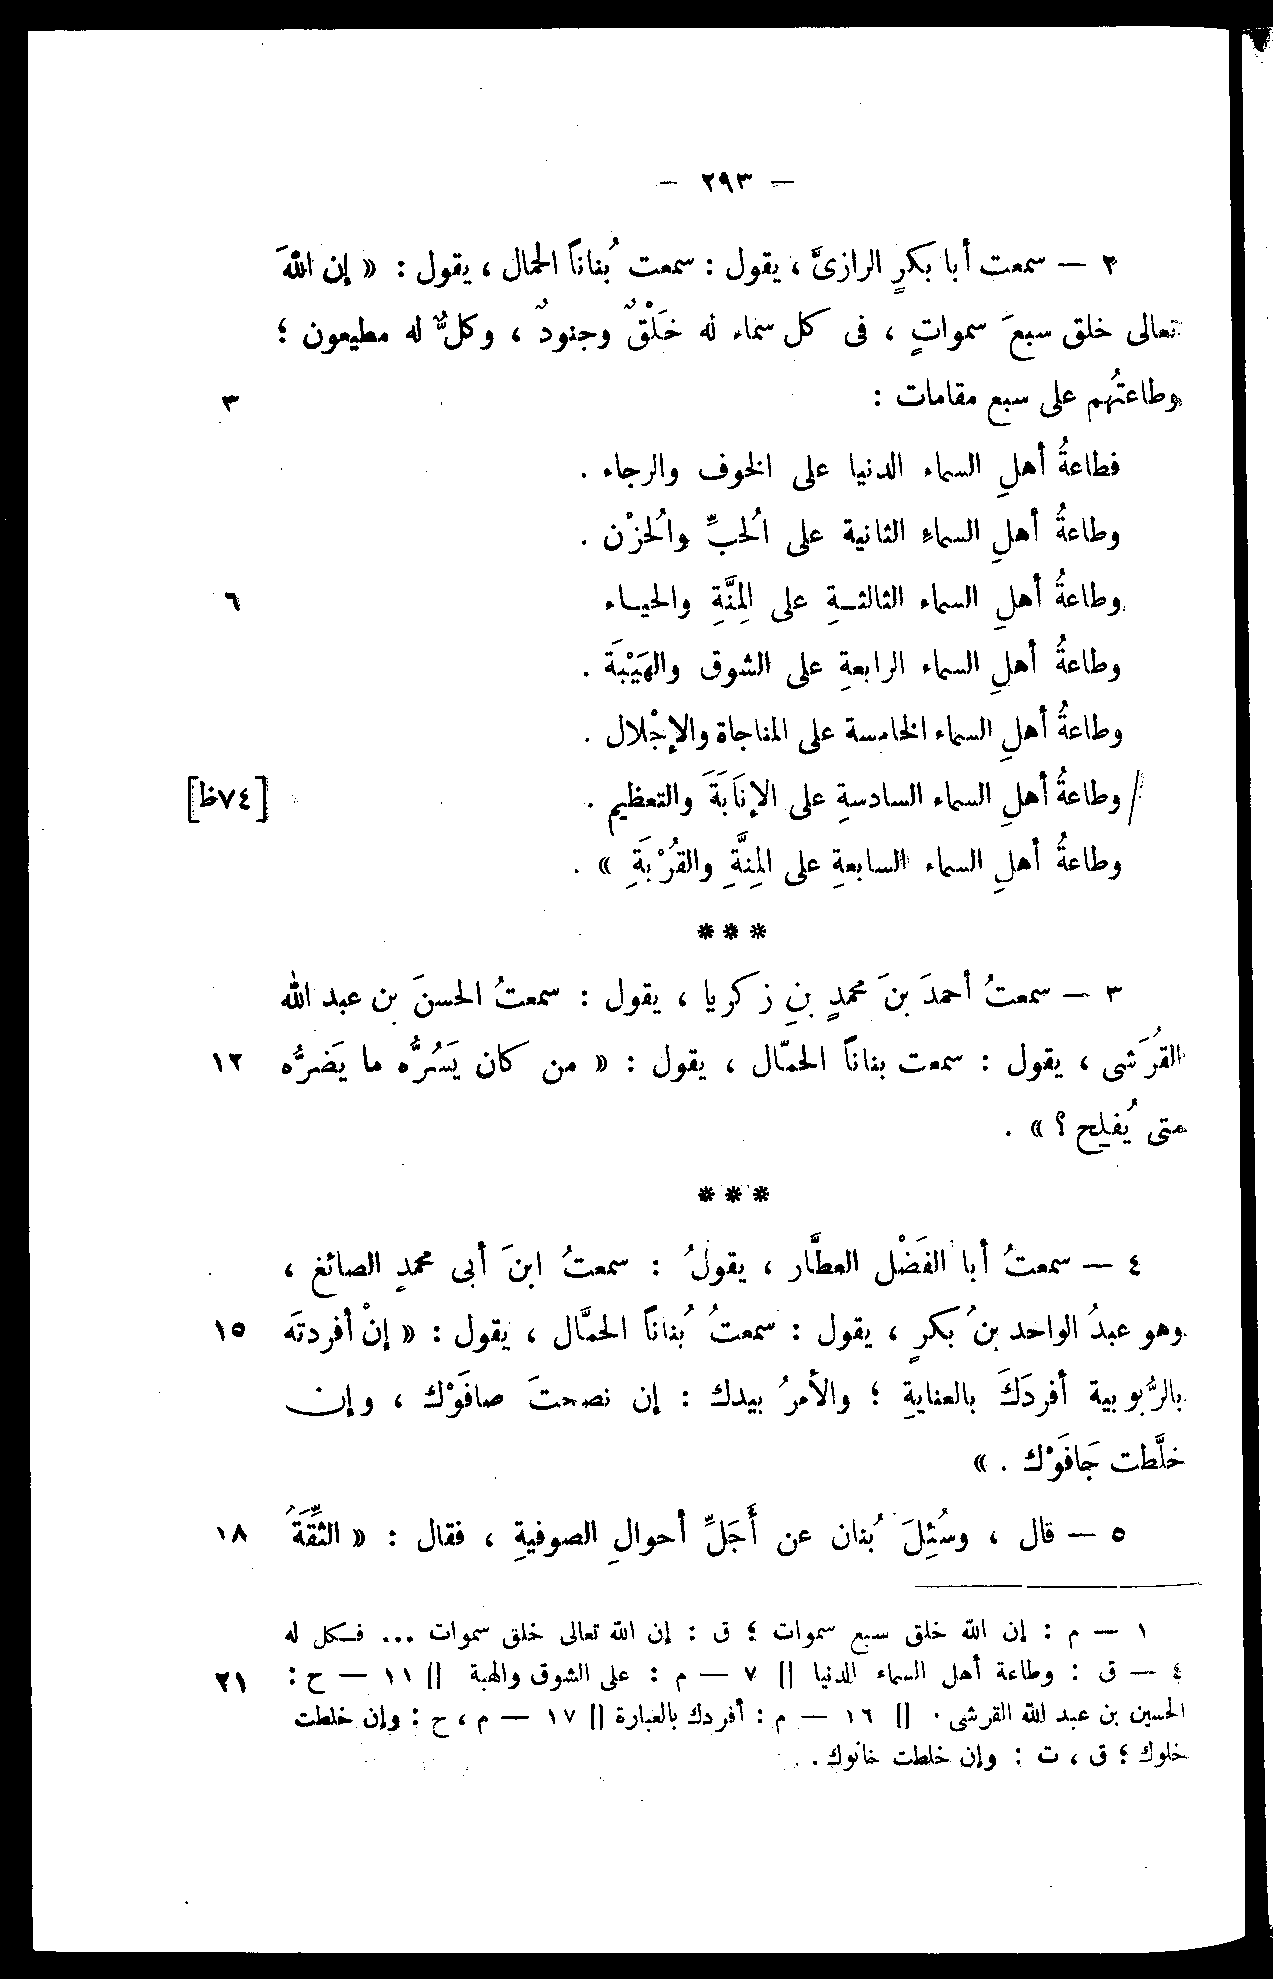 — ٢٩٣ —
٢ — سمعت أبا بكرٍ الرازىَّ ، يقول : سمعت بُناناً الحمال ، يقول : « إن اللهَ
تعالى خلق سبعَ سمواتٍ ، فى كل سماء له خَلْقٌ وجنودٌ ، وكلٌّ له مطيعون ؛
وطاعتُهم على سبع مقامات : ٣
فطاعةُ أهلِ السماء الدنيا على الخوف والرجاء .
وطاعةُ أهلِ السماءِ الثانية على الُحبِّ والُحزْن .
وطاعةُ أهلِ السماء الثالثـةِ على المِنَّةِ والحيـاء ٦
وطاعةُ أهلِ السماء الرابعةِ على الشوق والهَيْبَة .
وطاعةُ أهلِ السماء الخامسة على المناجاة والإجْلال .
/ وطاعةُ أهلِ السماء السادسةِ على الإنَابَةَ والتعظيم . [٧٤ظ]
وطاعةُ أهلِ السماء السابعةِ على المِنَّةِ والقُرْبَةِ » .
***
٣ — سمعتُ أحمدَ بنَ محمدٍ بنِ زكريا ، يقول : سمعتُ الحسنَ بن عبد الله
القُرَشى ، يقول : سمعت بناناً الحمّال ، يقول : « من كان يَسُرُّه ما يَضرُّه ١٢
متى يُفلِح ؟ » .
***
٤ — سمعتُ أبا الفَضْل العطَّار ، يقولُ : سمعتُ ابنَ أبى محمدٍ الصائغ ،
وهو عبدُ الواحد بنُ بكرٍ ، يقول : سمعتُ بُناناً الحمَّال ، يقول : « إنْ أفردتَه ١٥
بالرُّبوبية أفردَكَ بالعنايةِ ؛ والأمرُ بيدك : إن نصحتَ صافَوْك ، وإن
خلَّطت جَافَوْك . »
٥ — قال ، وسُئِلَ بُنان عن أَجَلِّ أحوالِ الصوفيةِ ، فقال : « الثِّقَةُ ١٨
١ — م : إن الله خلق سبع سموات ؛ ق : إن الله تعالى خلق سموات ... فـكل له
٤ — ق : وطاعة أهل السماء الدنيا || ٧ — م : على الشوق والهبة || ١١ — ح : ٢١
الحسين بن عبد الله القرشى . || ١٦ — م : أفردك بالعبارة || ١٧ — م ، ح : وإن خلطت
خلوك ؛ ق ، ت : وإن خلطت خانوك .